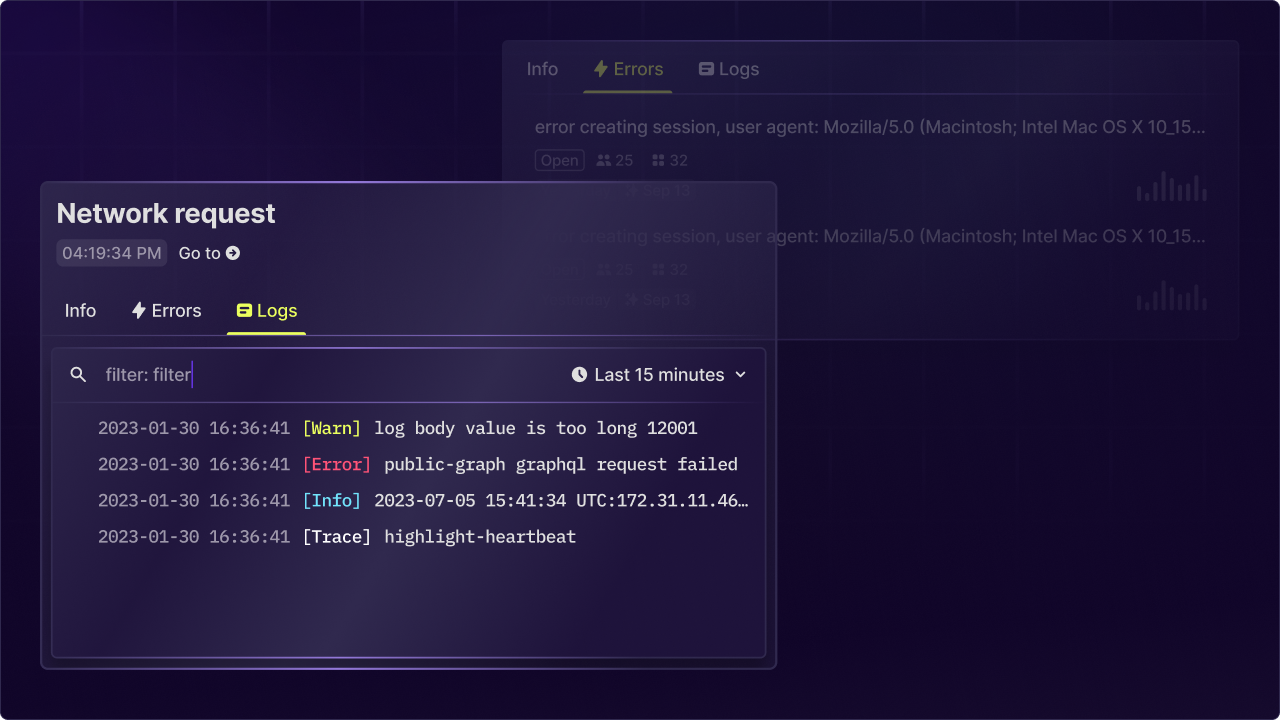 Info Errors Logs
error creating session, user agent: Mozilla/5.0 (Macintosh; Intel Mac OS X 10_15...
Open 25 32
Sep 13
creating session, user agent: Mozilla/5.0 (Macintosh; Intel Mac OS X 10_15...
25 32
Sep 13
Network request
04:19:34 PM Go to
Info Errors Logs
filter: filter Last 15 minutes
2023-01-30 16:36:41 [Warn] log body value is too long 12001
2023-01-30 16:36:41 [Error] public-graph graphql request failed
2023-01-30 16:36:41 [Info] 2023-07-05 15:41:34 UTC:172.31.11.46...
2023-01-30 16:36:41 [Trace] highlight-heartbeat